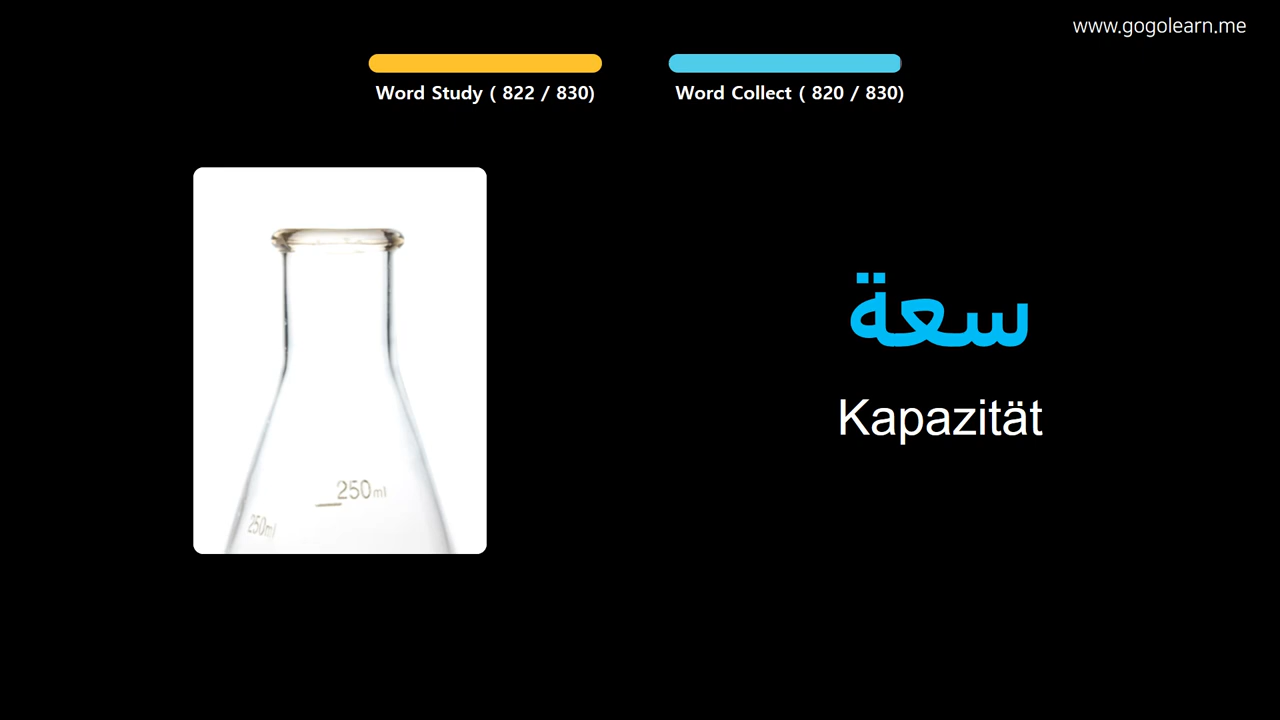 www.gogolearn.me
Word Study ( 822 / 830)
Word Collect ( 820 / 830)
سعة
Kapazität
250ml
250ml